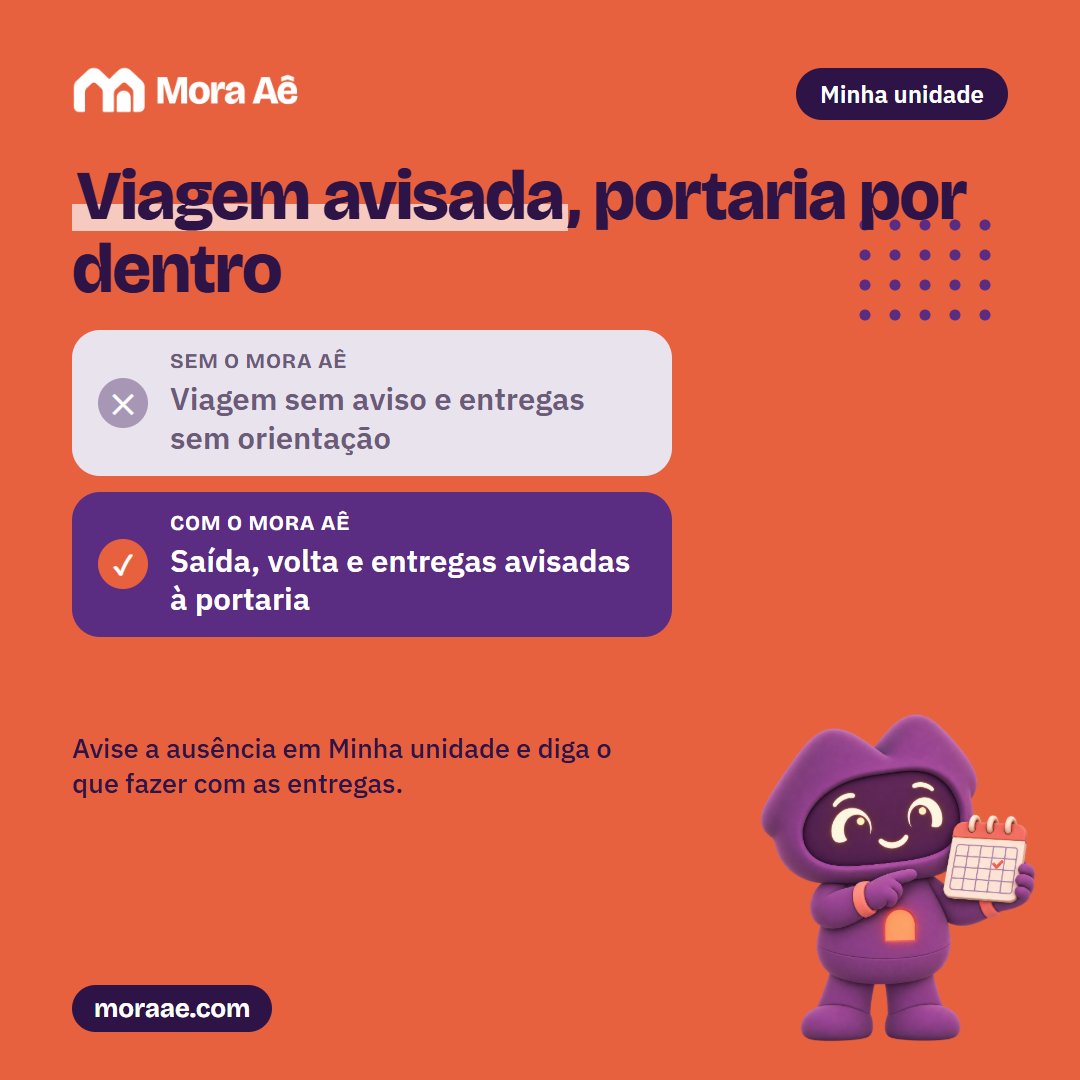 Mora Aê
Minha unidade
Viagem avisada, portaria por
dentro
SEM O MORA AÊ
Viagem sem aviso e entregas
sem orientação
COM O MORA AÊ
Saída, volta e entregas avisadas
à portaria
Avise a ausência em Minha unidade e diga o
que fazer com as entregas.
moraae.com